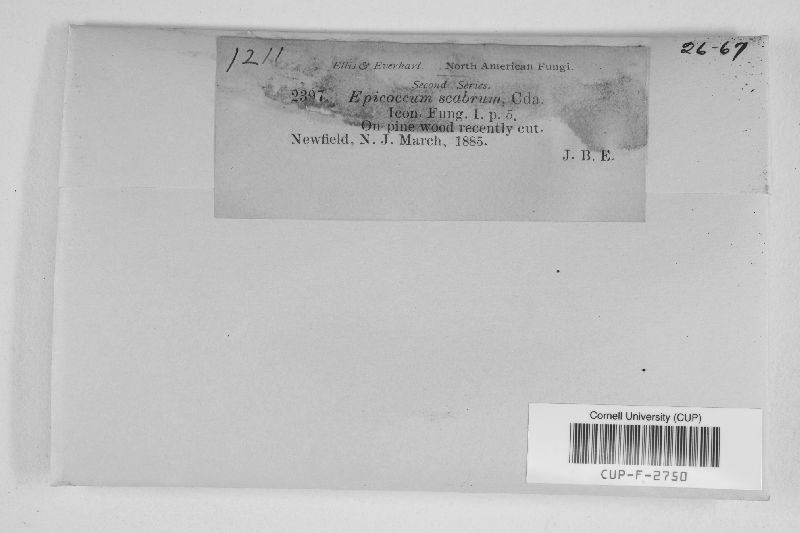 1211
26-67
Ellis & Everhart. North American Fungi.
Second Series.
2397 Epicoccum scabrum, Cda.
Icon. Fung. I. p. 5.
On pine wood recently cut.
Newfield, N. J. March, 1885.
J. B. E.
Cornell University (CUP)
CUP-F-2750